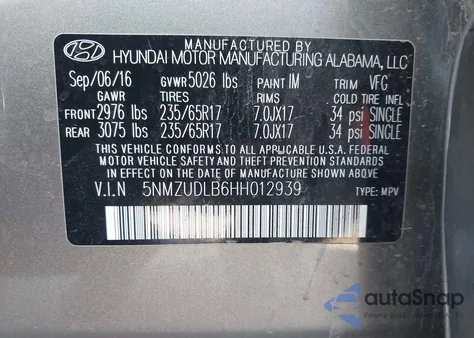 MANUFACTURED BY
HYUNDAI MOTOR MANUFACTURING ALABAMA, LLC
Sep/06/16 GVWR 5026 lbs PAINT IM TRIM VFG
GAWR TIRES RIMS COLD TIRE INFL
FRONT 2976 lbs 235/65R17 7.0JX17 34 psi SINGLE
REAR 3075 lbs 235/65R17 7.0JX17 34 psi SINGLE
THIS VEHICLE CONFORMS TO ALL APPLICABLE U.S.A. FEDERAL
MOTOR VEHICLE SAFETY, BUMPER, AND THEFT PREVENTION STANDARDS
IN EFFECT ON THE DATE OF MANUFACTURE SHOWN ABOVE.
V.I.N 5NMZUDLB6HH012939 TYPE: MPV
autoSnap